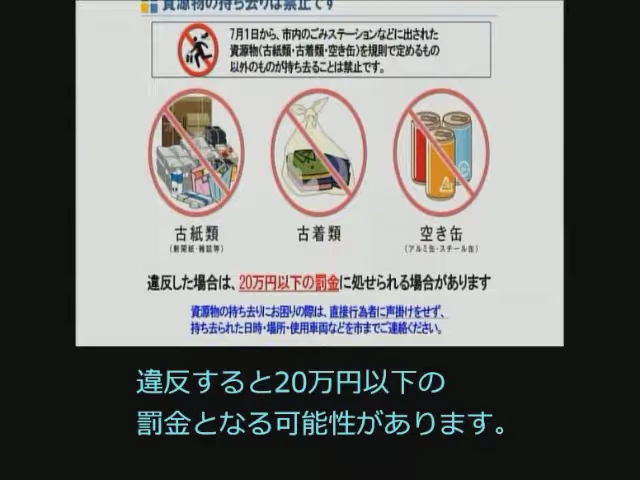 資源物の持ち去りは禁止です
7月1日から、市内のごみステーションなどに出された
資源物(古紙類・古着類・空き缶)を規則で定めるもの
以外のものが持ち去ることは禁止です。
古紙類
(新聞紙・雑誌等)
古着類
空き缶
(アルミ缶・スチール缶)
違反した場合は、20万円以下の罰金に処せられる場合があります
資源物の持ち去りにお困りの際は、直接行為者に声掛けをせず、
持ち去られた日時・場所・使用車両などを市までご連絡ください。
違反すると20万円以下の
罰金となる可能性があります。